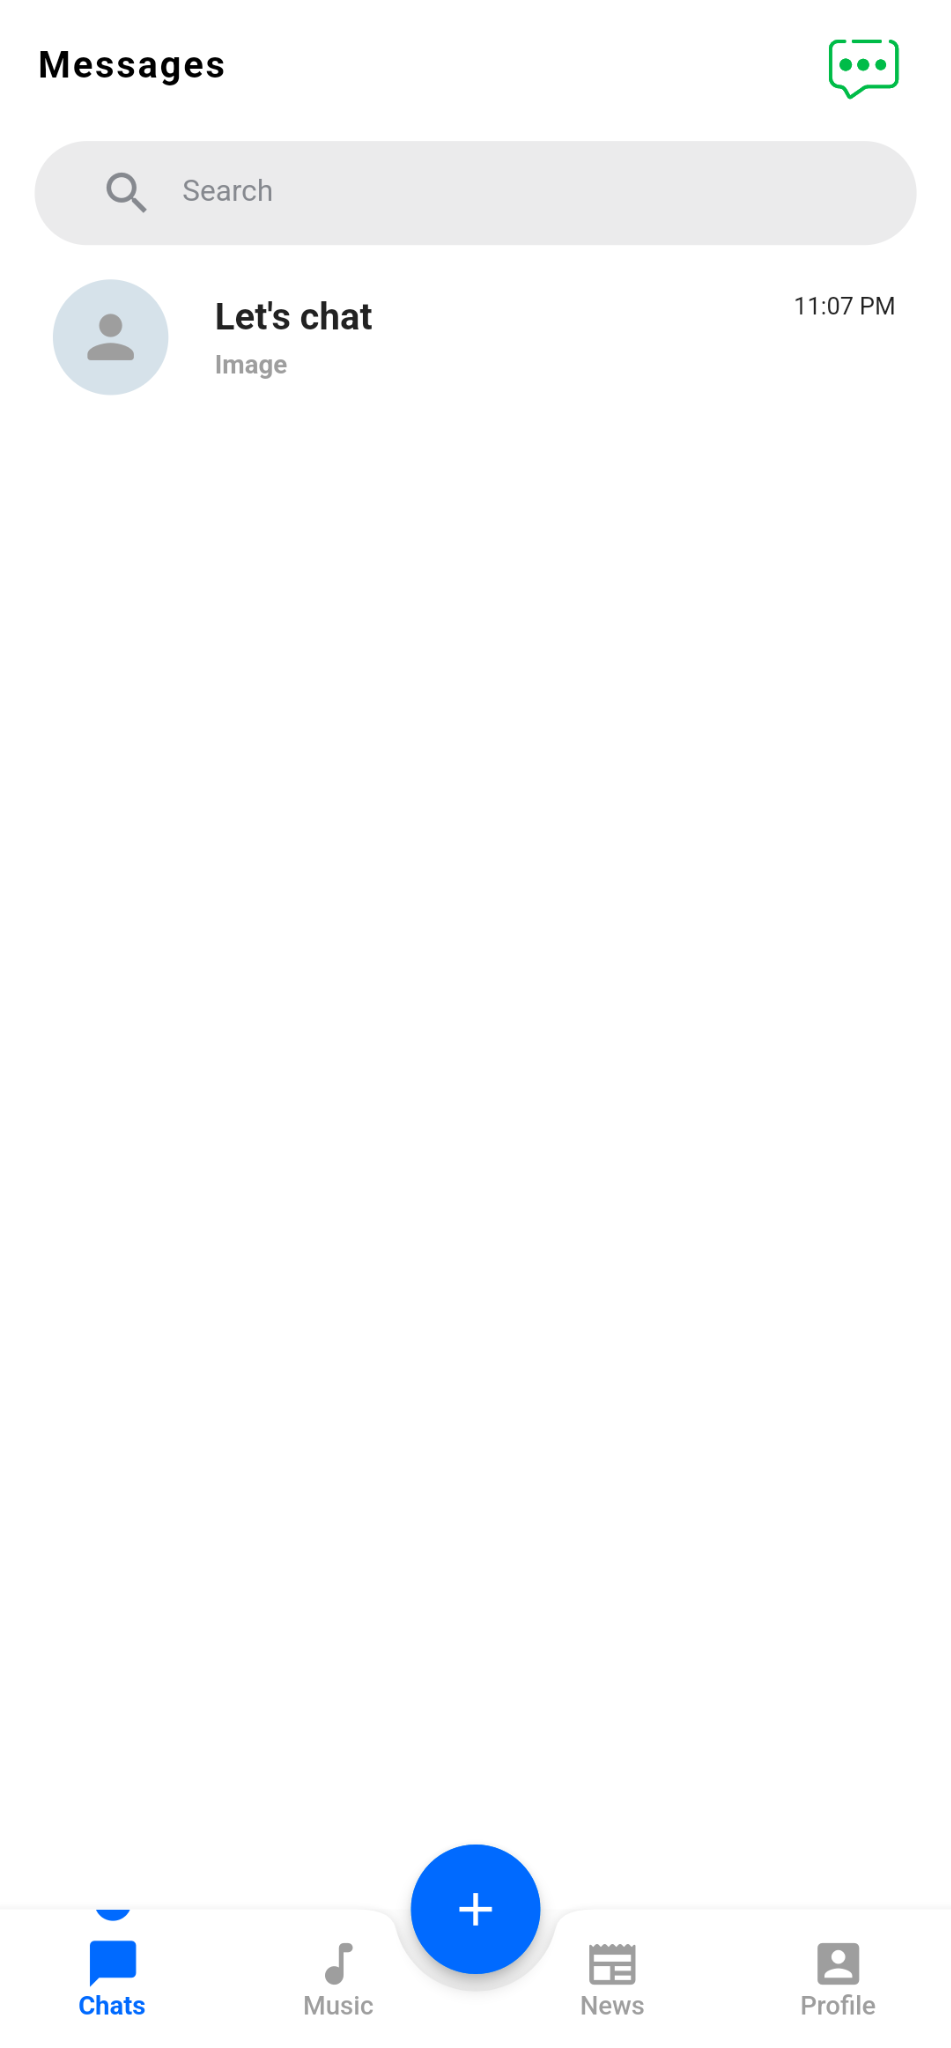 Messages
Search
Let's chat
11:07 PM
Image
Chats
Music
News
Profile